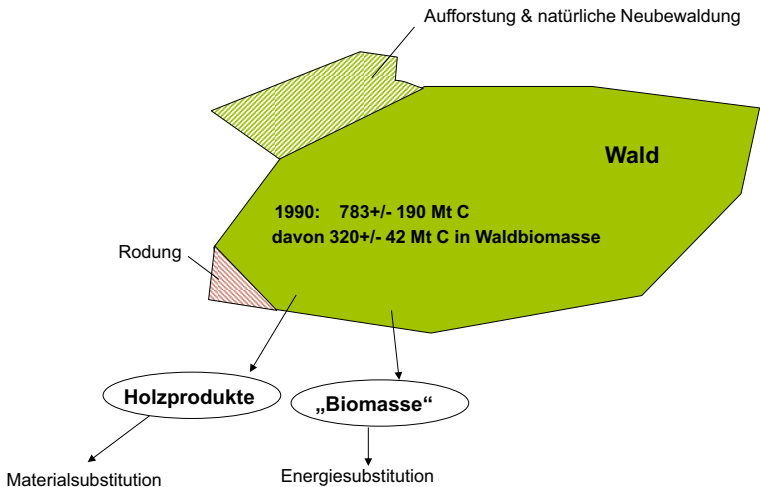 Aufforstung & natürliche Neubewaldung
Wald
1990: 783+/- 190 Mt C
davon 320+/- 42 Mt C in Waldbiomasse
Rodung
Holzprodukte
„Biomasse“
Materialsubstitution
Energiesubstitution